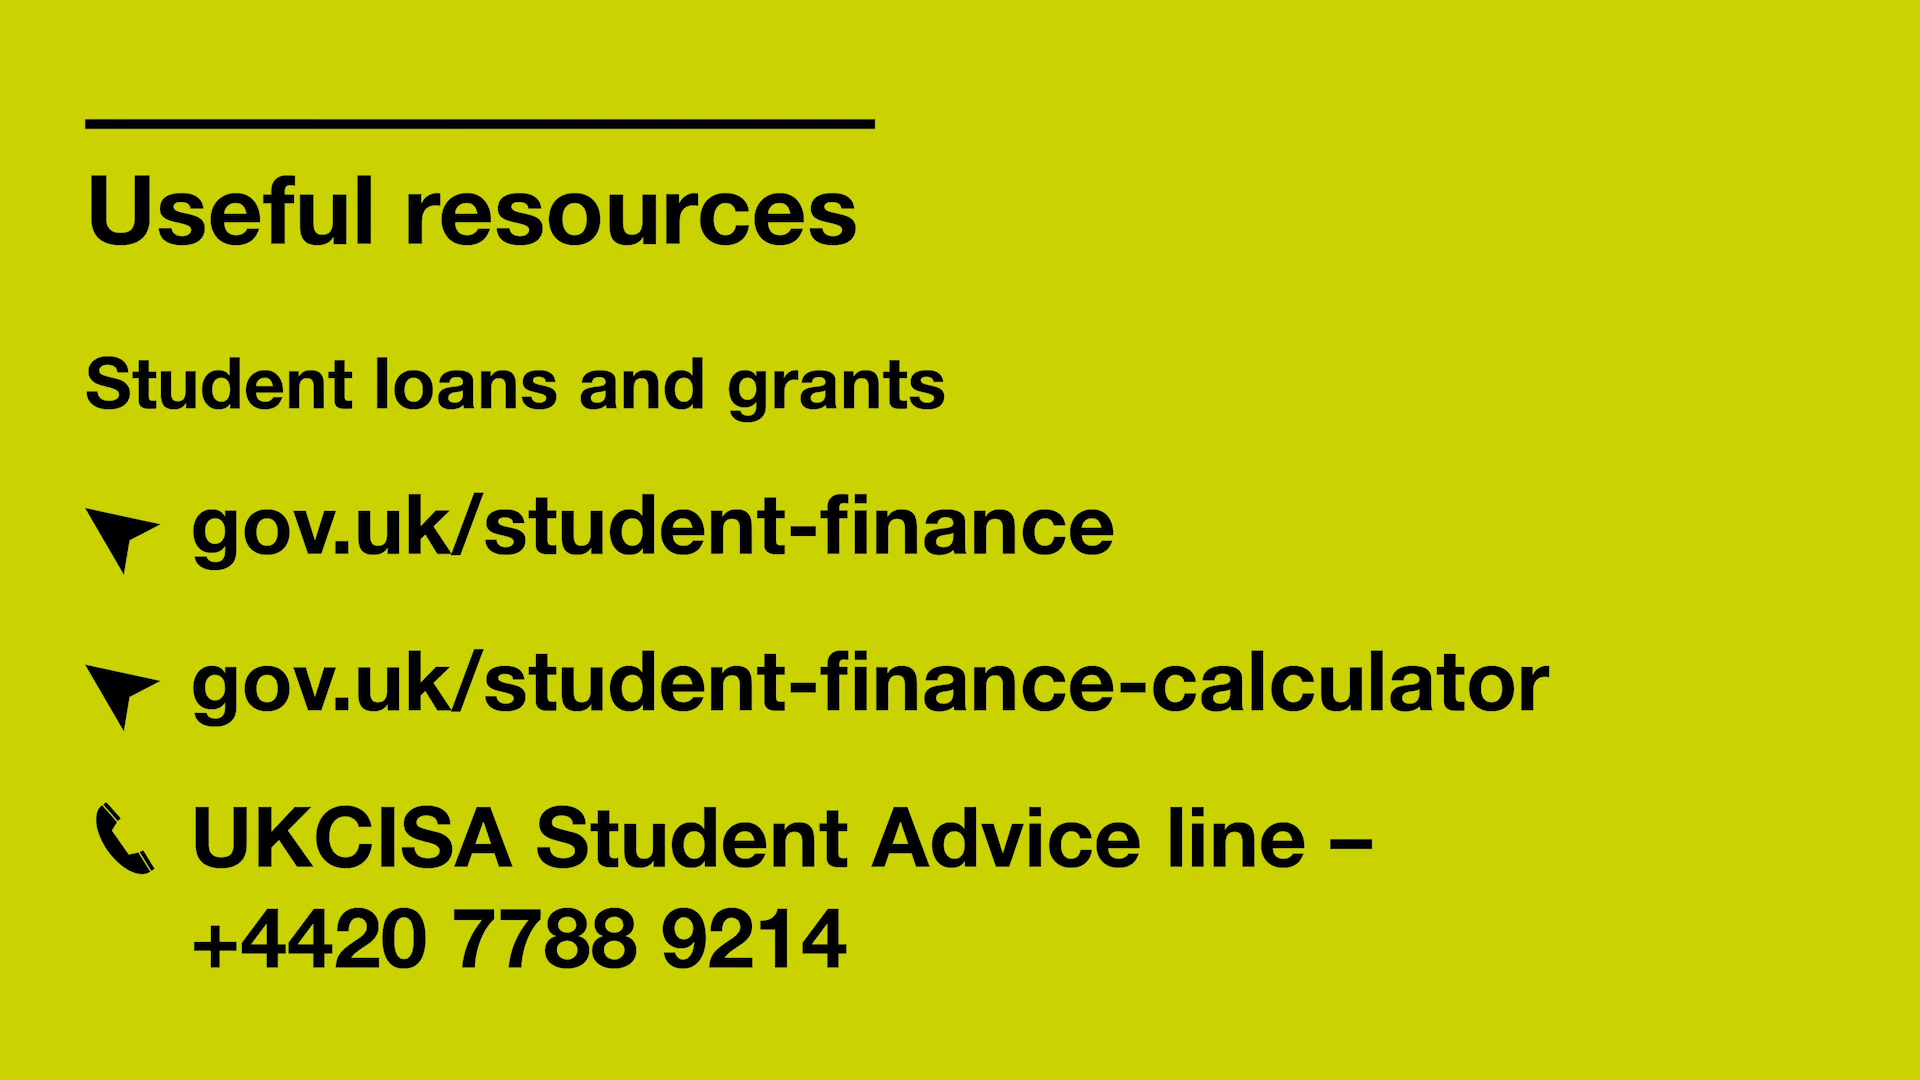 Useful resources
Student loans and grants
gov.uk/student-finance
gov.uk/student-finance-calculator
UKCISA Student Advice line –
+4420 7788 9214